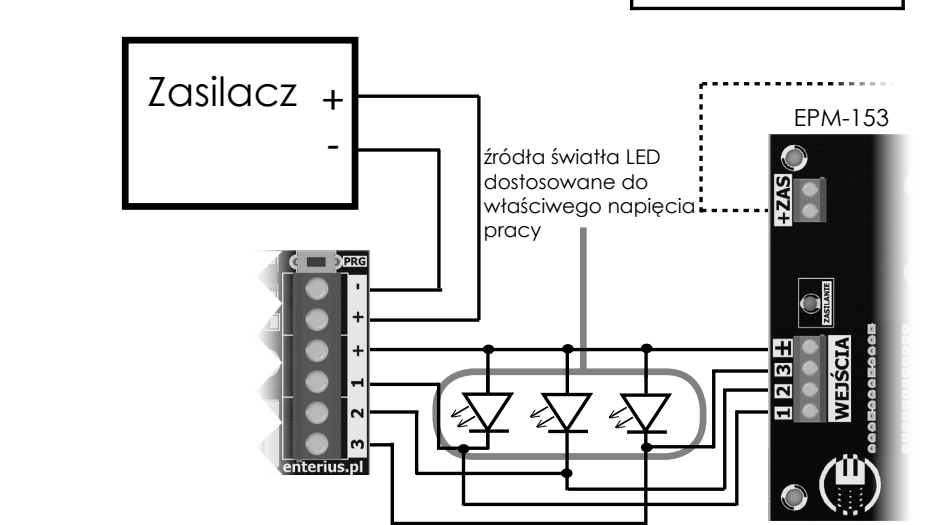 Zasilacz +
-
EPM-153
źródła światła LED
dostosowane do
właściwego napięcia
pracy
+ZAS
PRG
-
+
+
1
2
3
enterius.pl
ZASILANIE
1 2 3 +
WEJŚCIA